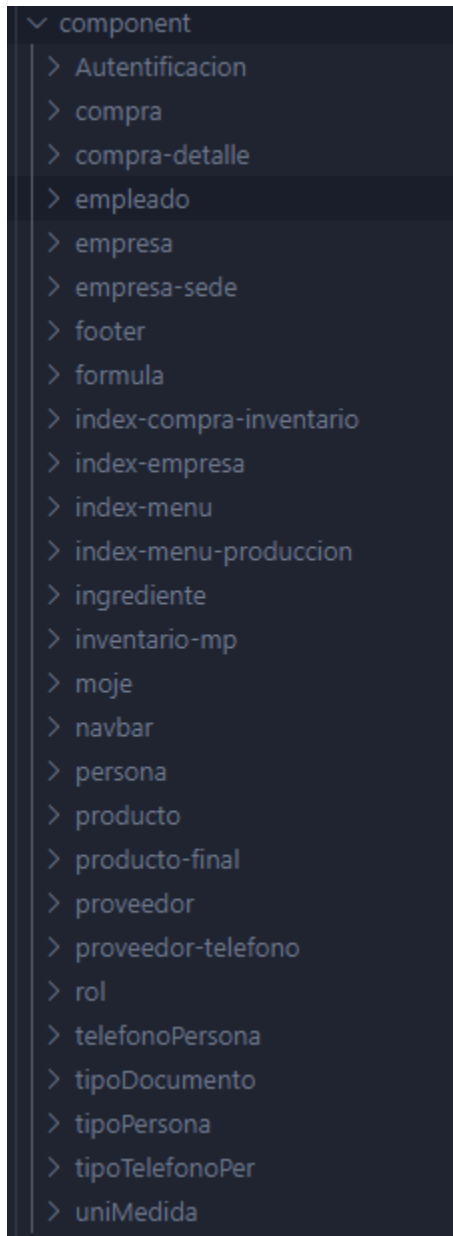 component
Autentificacion
compra
compra-detalle
empleado
empresa
empresa-sede
footer
formula
index-compra-inventario
index-empresa
index-menu
index-menu-produccion
ingrediente
inventario-mp
moje
navbar
persona
producto
producto-final
proveedor
proveedor-telefono
rol
telefonoPersona
tipoDocumento
tipoPersona
tipoTelefonoPer
uniMedida